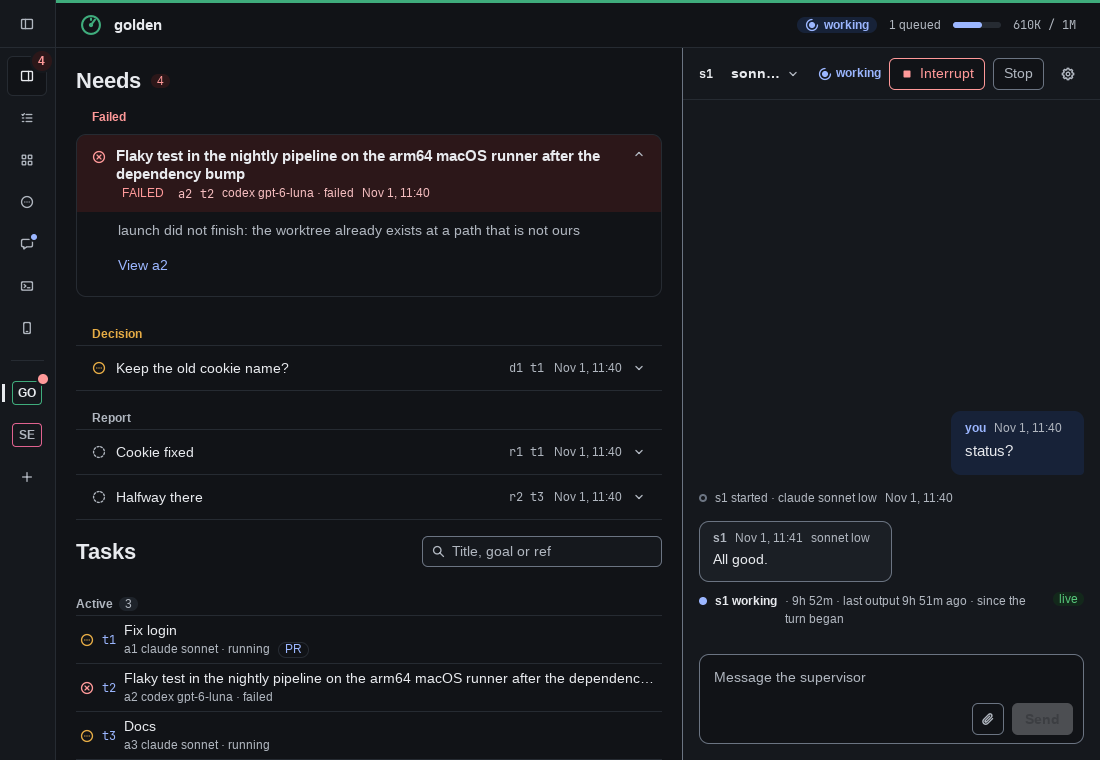 golden
working
1 queued
610K / 1M
4
Needs 4
Failed
Flaky test in the nightly pipeline on the arm64 macOS runner after the
dependency bump
FAILED a2 t2 codex gpt-6-luna · failed Nov 1, 11:40
launch did not finish: the worktree already exists at a path that is not ours
View a2
Decision
Keep the old cookie name? d1 t1 Nov 1, 11:40
Report
Cookie fixed r1 t1 Nov 1, 11:40
Halfway there r2 t3 Nov 1, 11:40
Tasks
Title, goal or ref
Active 3
t1 Fix login
a1 claude sonnet · running PR
t2 Flaky test in the nightly pipeline on the arm64 macOS runner after the dependenc…
a2 codex gpt-6-luna · failed
t3 Docs
a3 claude sonnet · running
GO
SE
s1 sonn… working Interrupt Stop
you Nov 1, 11:40
status?
s1 started · claude sonnet low Nov 1, 11:40
s1 Nov 1, 11:41 sonnet low
All good.
s1 working · 9h 52m · last output 9h 51m ago · since the
turn began
live
Message the supervisor
Send